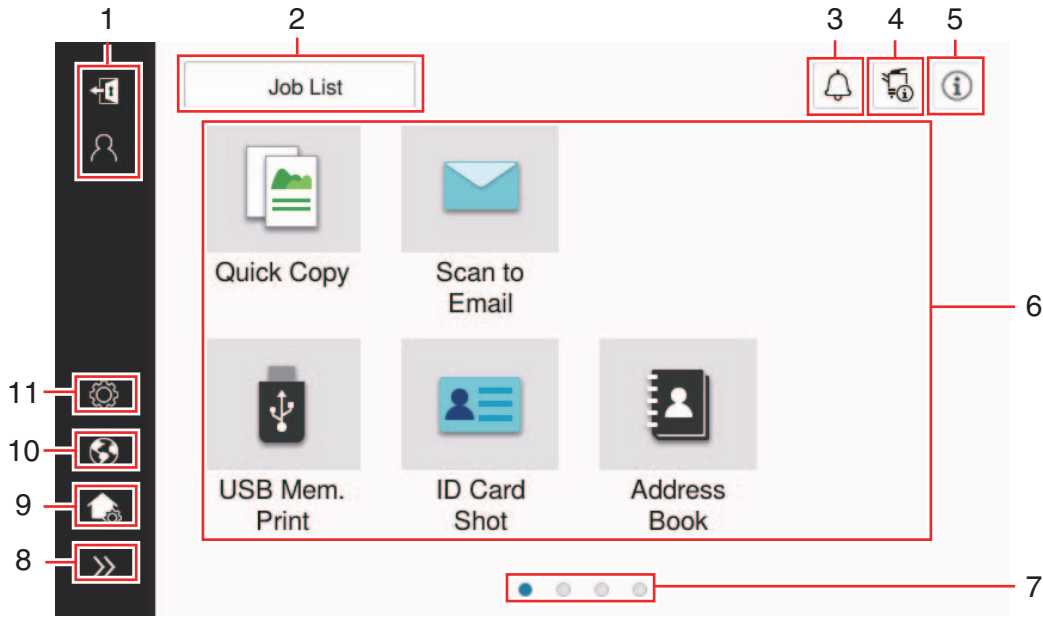 1
2
3
4
5
Job List
Quick Copy
Scan to
Email
6
USB Mem.
Print
ID Card
Shot
Address
Book
11
10
9
8
7